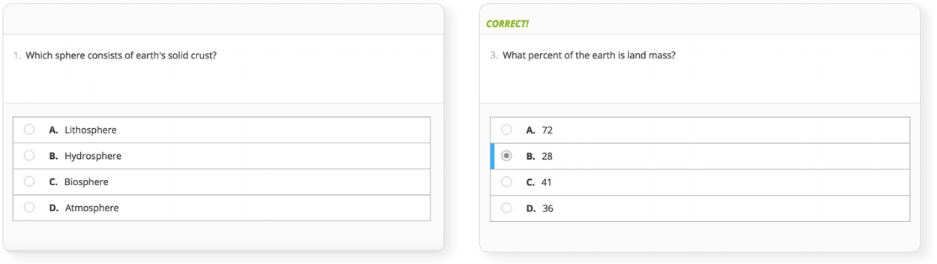 1. Which sphere consists of earth's solid crust?
A. Lithosphere
B. Hydrosphere
C. Biosphere
D. Atmosphere
CORRECT!
3. What percent of the earth is land mass?
A. 72
B. 28
C. 41
D. 36